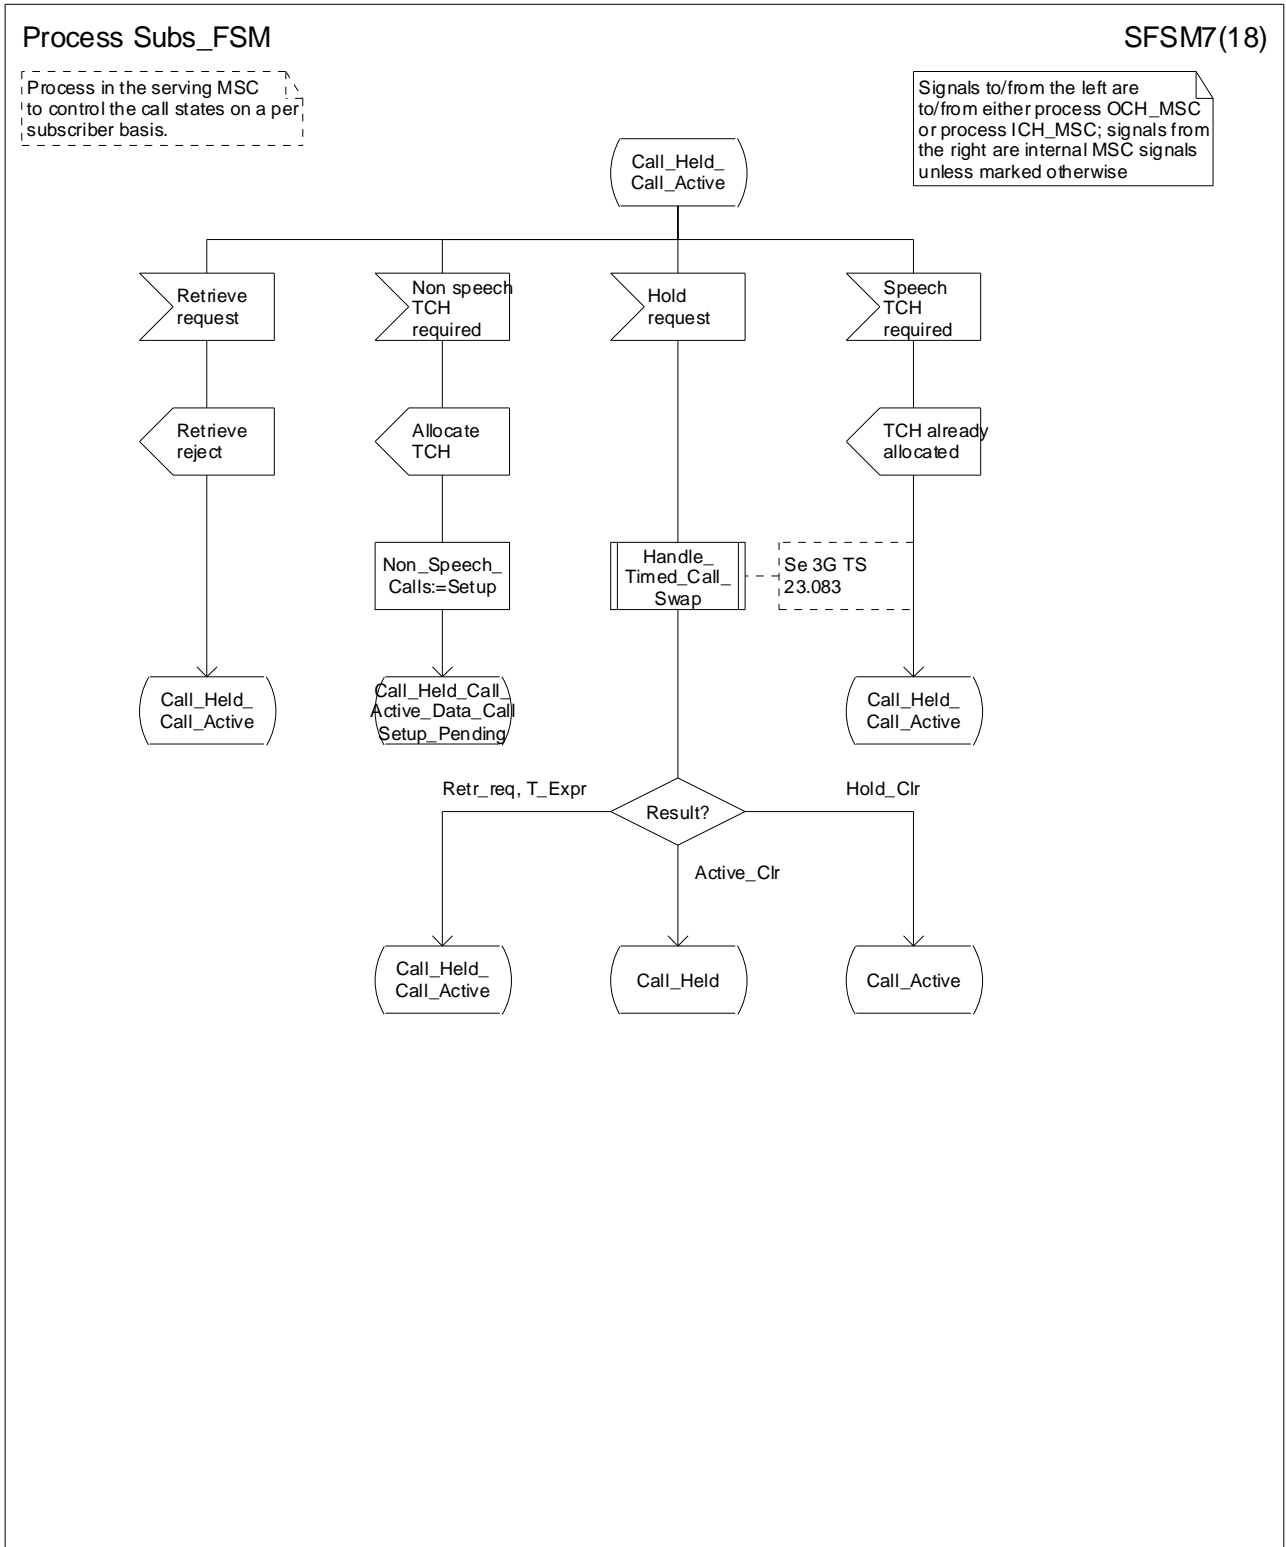 Process Subs_FSM
SFSM7(18)
Process in the serving MSC
to control the call states on a per
subscriber basis.
Signals to/from the left are
to/from either process OCH_MSC
or process ICH_MSC; signals from
the right are internal MSC signals
unless marked otherwise
Call_Held_
Call_Active
Retrieve
request
Non speech
TCH
required
Hold
request
Speech
TCH
required
Retrieve
reject
Allocate
TCH
TCH already
allocated
Non_Speech_
Calls:=Setup
Handle_
Timed_Call_
Swap
Se 3G TS
23.083
Call_Held_
Call_Active
Call_Held_Call_
Active_Data_Call
Setup_Pending
Call_Held_
Call_Active
Retr_req, T_Expr
Result?
Hold_Clr
Active_Clr
Call_Held_
Call_Active
Call_Held
Call_Active